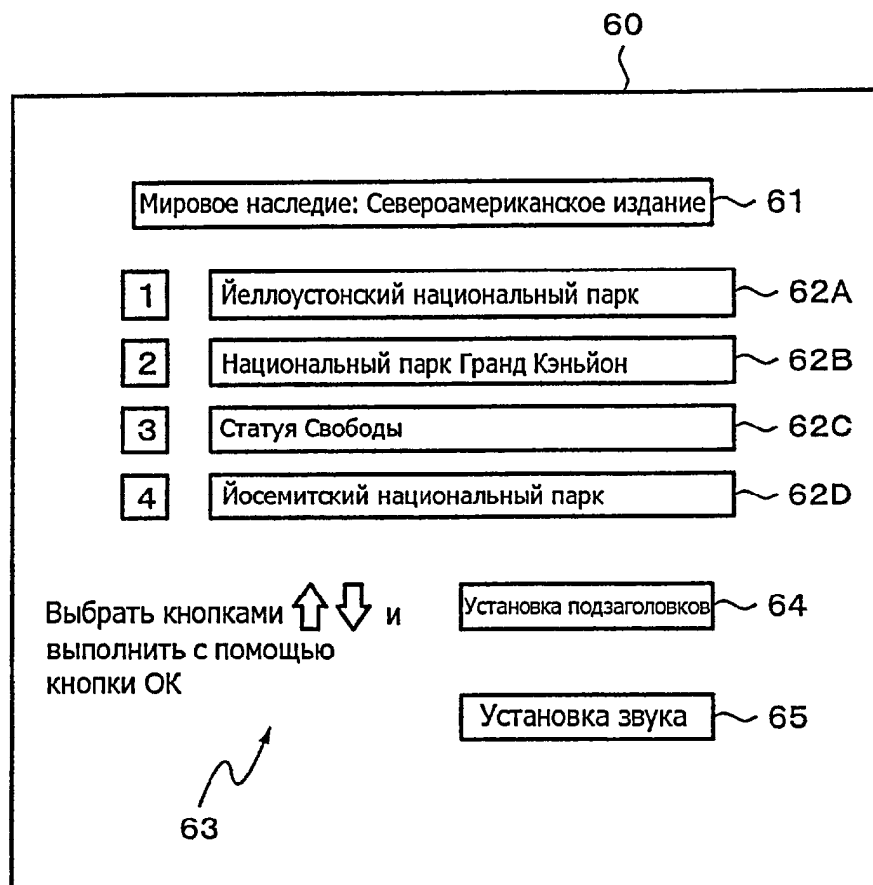 60
Мировое наследие: Североамериканское издание 61
1 Йеллоустонский национальный парк 62A
2 Национальный парк Гранд Кэньйон 62B
3 Статуя Свободы 62C
4 Йосемитский национальный парк 62D
Выбрать кнопками ⇧⇩ и
выполнить с помощью
кнопки ОК
63
Установка подзаголовков 64
Установка звука 65